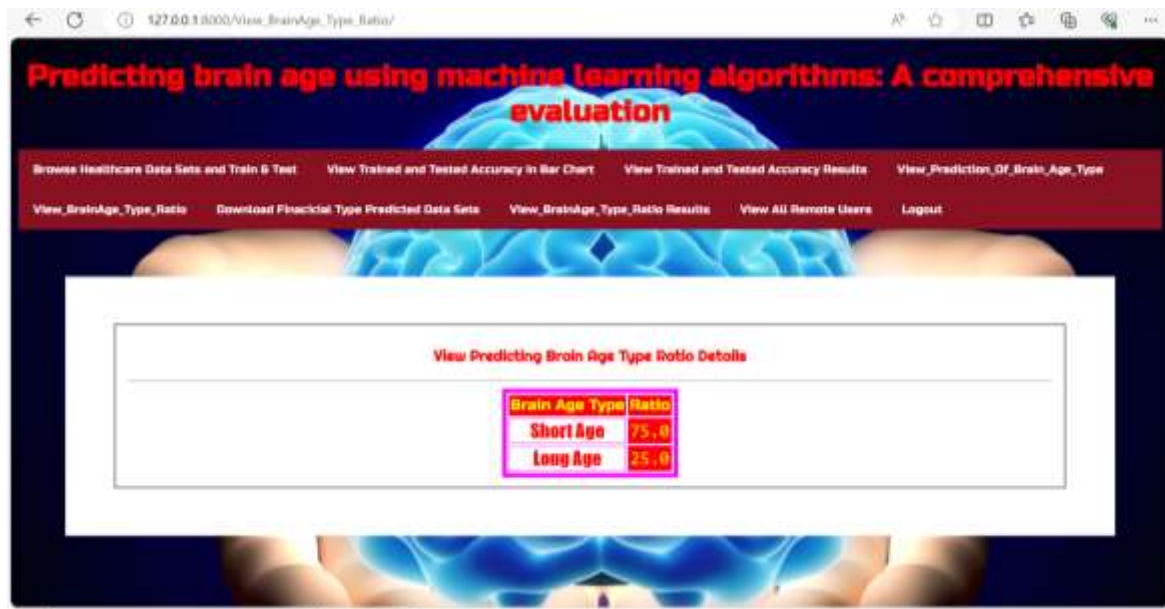 127.0.0.1:8000/View_BrainAge_Type_Ratio/
Predicting brain age using machine learning algorithms: A comprehensive
evaluation
Browse Healthcare Data Sets and Train & Test View Trained and Tested Accuracy in Bar Chart View Trained and Tested Accuracy Results View_Prediction_Of_Brain_Age_Type
View_BrainAge_Type_Ratio Download Finacicial Type Predicted Data Sets View_BrainAge_Type_Ratio Results View All Remote Users Logout
View Predicting Brain Age Type Ratio Details
Brain Age Type Ratio
Short Age 75.0
Long Age 25.0